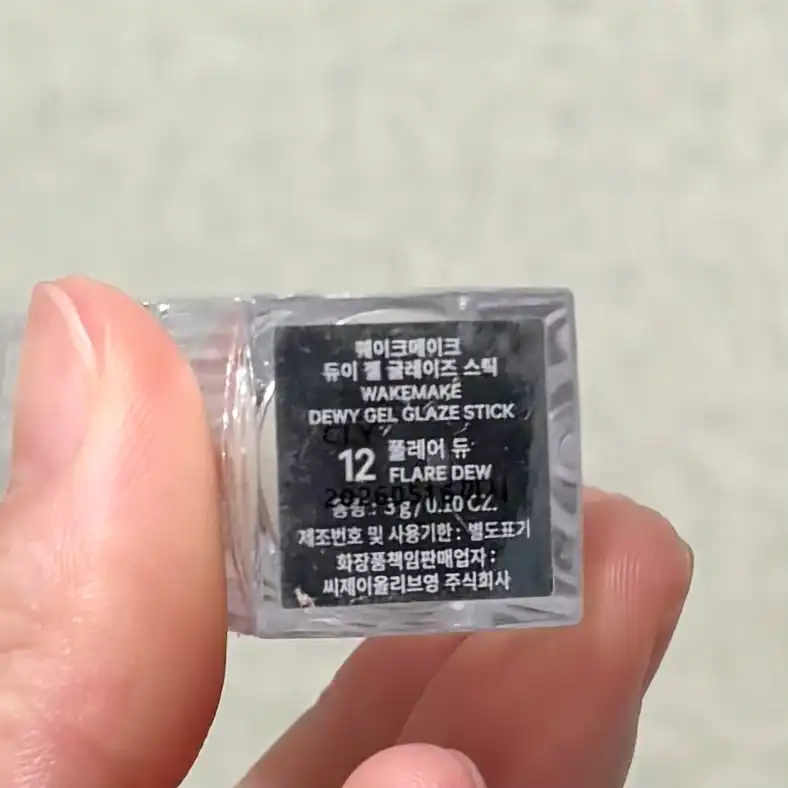 웨이크메이크
듀이 젤 글레이즈 스틱
WAKEMAKE
DEWY GEL GLAZE STICK
12
플레어 듀
FLARE DEW
용량 : 3 g / 0.10 OZ.
제조번호 및 사용기한 : 별도표기
화장품책임판매업자 :
씨제이올리브영 주식회사